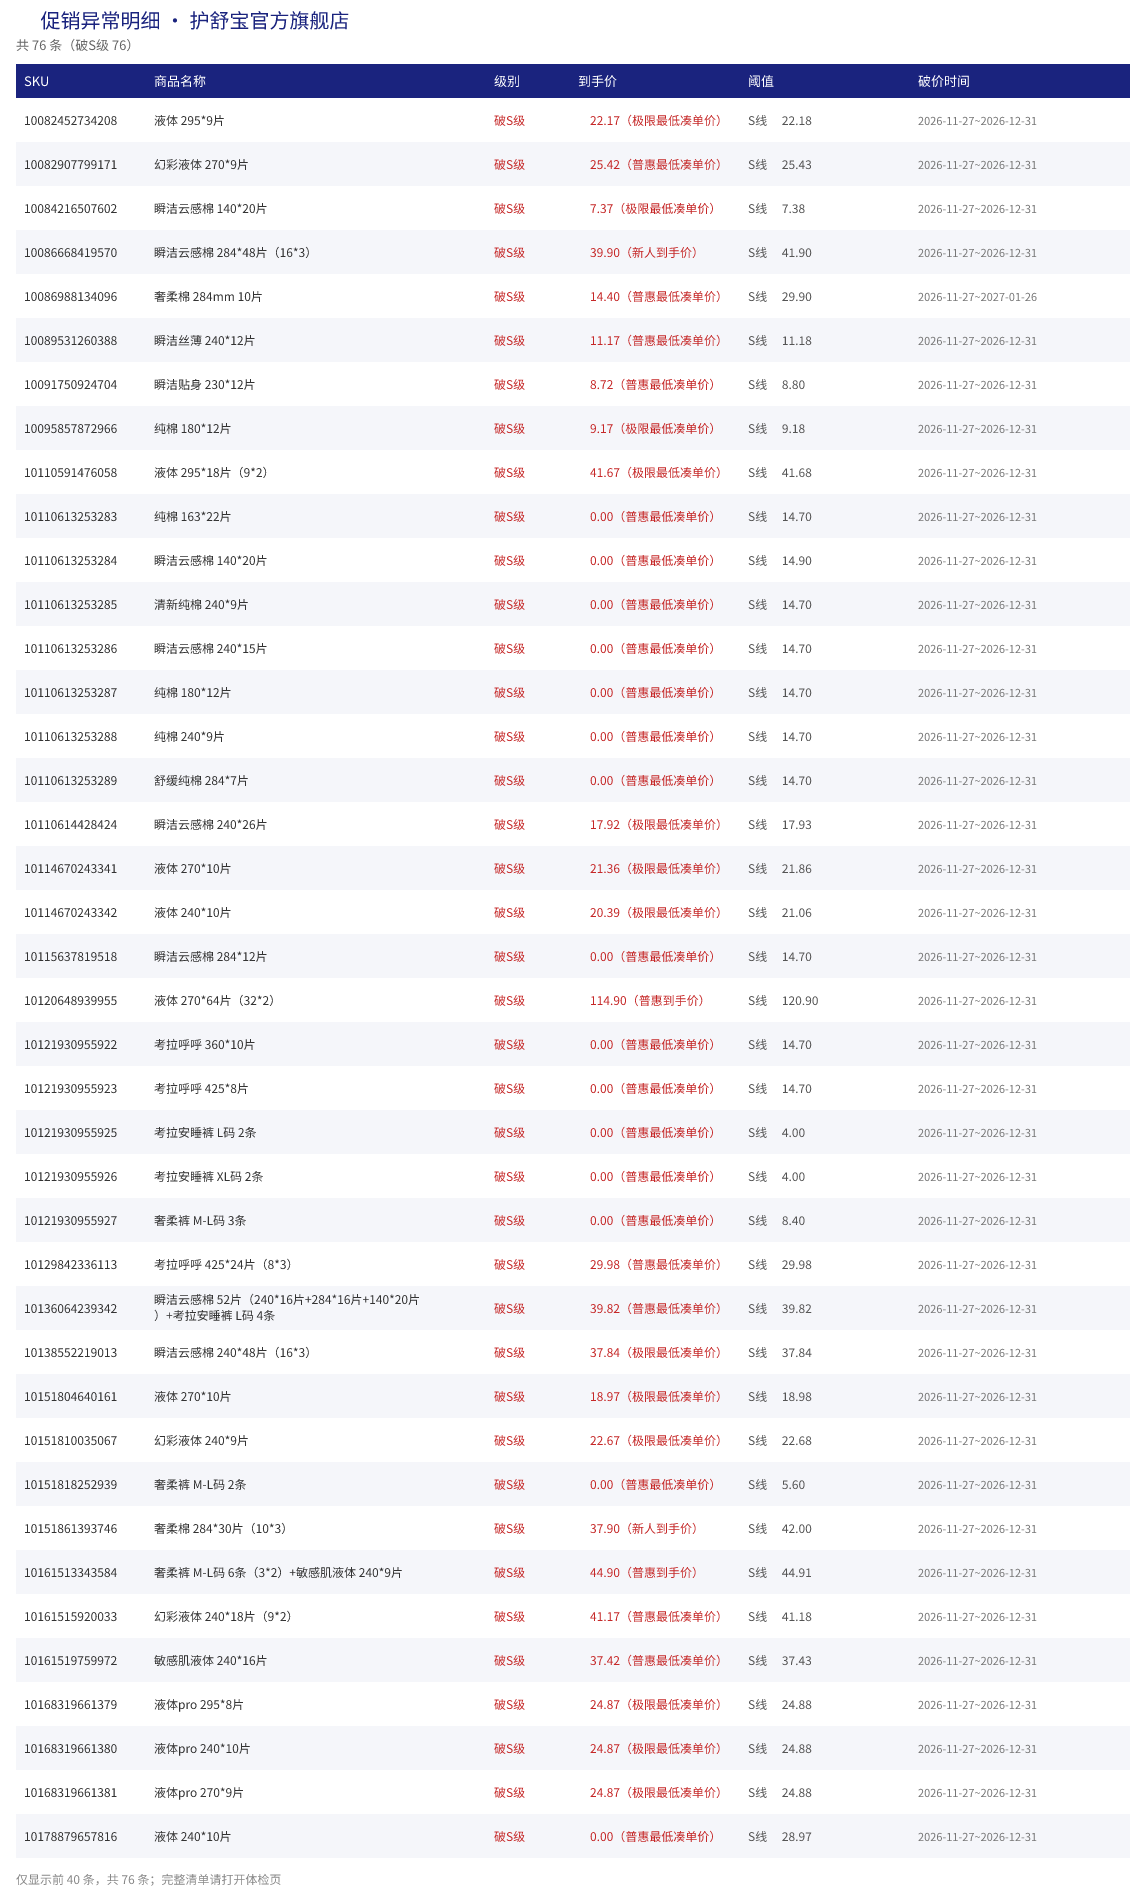 促销异常明细 · 护舒宝官方旗舰店
共 76 条（破S级 76）
SKU 商品名称 级别 到手价 阈值 破价时间
10082452734208 液体 295*9片 破S级 22.17（极限最低凑单价） S线 22.18 2026-11-27~2026-12-31
10082907799171 幻彩液体 270*9片 破S级 25.42（普惠最低凑单价） S线 25.43 2026-11-27~2026-12-31
10084216507602 瞬洁云感棉 140*20片 破S级 7.37（极限最低凑单价） S线 7.38 2026-11-27~2026-12-31
10086668419570 瞬洁云感棉 284*48片（16*3） 破S级 39.90（新人到手价） S线 41.90 2026-11-27~2026-12-31
10086988134096 奢柔棉 284mm 10片 破S级 14.40（普惠最低凑单价） S线 29.90 2026-11-27~2027-01-26
10089531260388 瞬洁丝薄 240*12片 破S级 11.17（普惠最低凑单价） S线 11.18 2026-11-27~2026-12-31
10091750924704 瞬洁贴身 230*12片 破S级 8.72（普惠最低凑单价） S线 8.80 2026-11-27~2026-12-31
10095857872966 纯棉 180*12片 破S级 9.17（极限最低凑单价） S线 9.18 2026-11-27~2026-12-31
10110591476058 液体 295*18片（9*2） 破S级 41.67（极限最低凑单价） S线 41.68 2026-11-27~2026-12-31
10110613253283 纯棉 163*22片 破S级 0.00（普惠最低凑单价） S线 14.70 2026-11-27~2026-12-31
10110613253284 瞬洁云感棉 140*20片 破S级 0.00（普惠最低凑单价） S线 14.90 2026-11-27~2026-12-31
10110613253285 清新纯棉 240*9片 破S级 0.00（普惠最低凑单价） S线 14.70 2026-11-27~2026-12-31
10110613253286 瞬洁云感棉 240*15片 破S级 0.00（普惠最低凑单价） S线 14.70 2026-11-27~2026-12-31
10110613253287 纯棉 180*12片 破S级 0.00（普惠最低凑单价） S线 14.70 2026-11-27~2026-12-31
10110613253288 纯棉 240*9片 破S级 0.00（普惠最低凑单价） S线 14.70 2026-11-27~2026-12-31
10110613253289 舒缓纯棉 284*7片 破S级 0.00（普惠最低凑单价） S线 14.70 2026-11-27~2026-12-31
10110614428424 瞬洁云感棉 240*26片 破S级 17.92（极限最低凑单价） S线 17.93 2026-11-27~2026-12-31
10114670243341 液体 270*10片 破S级 21.36（极限最低凑单价） S线 21.86 2026-11-27~2026-12-31
10114670243342 液体 240*10片 破S级 20.39（极限最低凑单价） S线 21.06 2026-11-27~2026-12-31
10115637819518 瞬洁云感棉 284*12片 破S级 0.00（普惠最低凑单价） S线 14.70 2026-11-27~2026-12-31
10120648939955 液体 270*64片（32*2） 破S级 114.90（普惠到手价） S线 120.90 2026-11-27~2026-12-31
10121930955922 考拉呼呼 360*10片 破S级 0.00（普惠最低凑单价） S线 14.70 2026-11-27~2026-12-31
10121930955923 考拉呼呼 425*8片 破S级 0.00（普惠最低凑单价） S线 14.70 2026-11-27~2026-12-31
10121930955925 考拉安睡裤 L码 2条 破S级 0.00（普惠最低凑单价） S线 4.00 2026-11-27~2026-12-31
10121930955926 考拉安睡裤 XL码 2条 破S级 0.00（普惠最低凑单价） S线 4.00 2026-11-27~2026-12-31
10121930955927 奢柔裤 M-L码 3条 破S级 0.00（普惠最低凑单价） S线 8.40 2026-11-27~2026-12-31
10129842336113 考拉呼呼 425*24片（8*3） 破S级 29.98（普惠最低凑单价） S线 29.98 2026-11-27~2026-12-31
10136064239342 瞬洁云感棉 52片（240*16片+284*16片+140*20片
）+考拉安睡裤 L码 4条 破S级 39.82（普惠最低凑单价） S线 39.82 2026-11-27~2026-12-31
10138552219013 瞬洁云感棉 240*48片（16*3） 破S级 37.84（极限最低凑单价） S线 37.84 2026-11-27~2026-12-31
10151804640161 液体 270*10片 破S级 18.97（极限最低凑单价） S线 18.98 2026-11-27~2026-12-31
10151810035067 幻彩液体 240*9片 破S级 22.67（极限最低凑单价） S线 22.68 2026-11-27~2026-12-31
10151818252939 奢柔裤 M-L码 2条 破S级 0.00（普惠最低凑单价） S线 5.60 2026-11-27~2026-12-31
10151861393746 奢柔棉 284*30片（10*3） 破S级 37.90（新人到手价） S线 42.00 2026-11-27~2026-12-31
10161513343584 奢柔裤 M-L码 6条（3*2）+敏感肌液体 240*9片 破S级 44.90（普惠到手价） S线 44.91 2026-11-27~2026-12-31
10161515920033 幻彩液体 240*18片（9*2） 破S级 41.17（普惠最低凑单价） S线 41.18 2026-11-27~2026-12-31
10161519759972 敏感肌液体 240*16片 破S级 37.42（普惠最低凑单价） S线 37.43 2026-11-27~2026-12-31
10168319661379 液体pro 295*8片 破S级 24.87（极限最低凑单价） S线 24.88 2026-11-27~2026-12-31
10168319661380 液体pro 240*10片 破S级 24.87（极限最低凑单价） S线 24.88 2026-11-27~2026-12-31
10168319661381 液体pro 270*9片 破S级 24.87（极限最低凑单价） S线 24.88 2026-11-27~2026-12-31
10178879657816 液体 240*10片 破S级 0.00（普惠最低凑单价） S线 28.97 2026-11-27~2026-12-31
仅显示前 40 条，共 76 条；完整清单请打开体检页